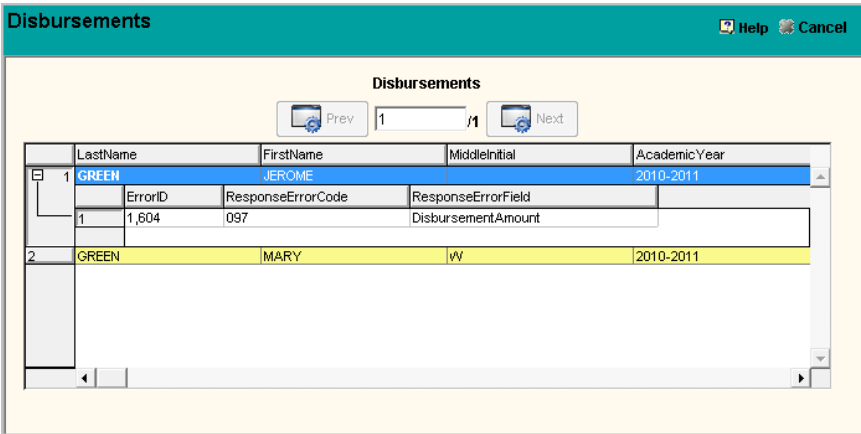 Disbursements Help Cancel
Disbursements
Prev 1 /1 Next
LastName FirstName MiddleInitial AcademicYear
1 GREEN JEROME 2010-2011
ErrorID ResponseErrorCode ResponseErrorField
1 1,604 097 DisbursementAmount
2 GREEN MARY W 2010-2011